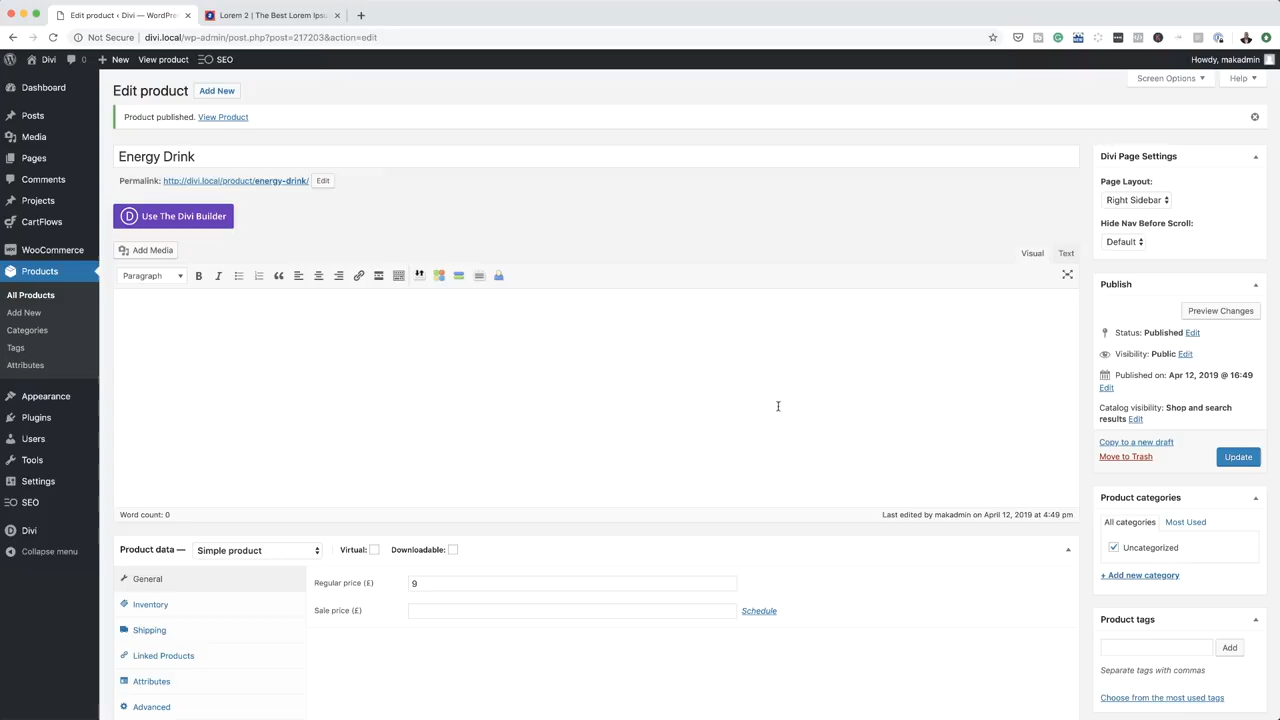 Edit product ‹ Divi — WordPre
Lorem 2 | The Best Lorem Ipsu
Not Secure
divi.local/wp-admin/post.php?post=217203&action=edit
Divi
0
New
View product
SEO
Howdy, makadmin
Dashboard
Posts
Media
Pages
Comments
Projects
CartFlows
WooCommerce
Products
All Products
Add New
Categories
Tags
Attributes
Appearance
Plugins
Users
Tools
Settings
SEO
Divi
Collapse menu
Screen Options
Help
Edit product
Add New
Product published. View Product
Energy Drink
Permalink: http://divi.local/product/energy-drink/ Edit
D Use The Divi Builder
Add Media
Visual
Text
Paragraph
B
I
Word count: 0
Last edited by makadmin on April 12, 2019 at 4:49 pm
Product data —
Simple product
Virtual:
Downloadable:
General
Inventory
Shipping
Linked Products
Attributes
Advanced
Regular price (£)
9
Sale price (£)
Schedule
Divi Page Settings
Page Layout:
Right Sidebar
Hide Nav Before Scroll:
Default
Publish
Preview Changes
Status: Published Edit
Visibility: Public Edit
Published on: Apr 12, 2019 @ 16:49
Edit
Catalog visibility: Shop and search
results Edit
Copy to a new draft
Move to Trash
Update
Product categories
All categories
Most Used
Uncategorized
+ Add new category
Product tags
Add
Separate tags with commas
Choose from the most used tags